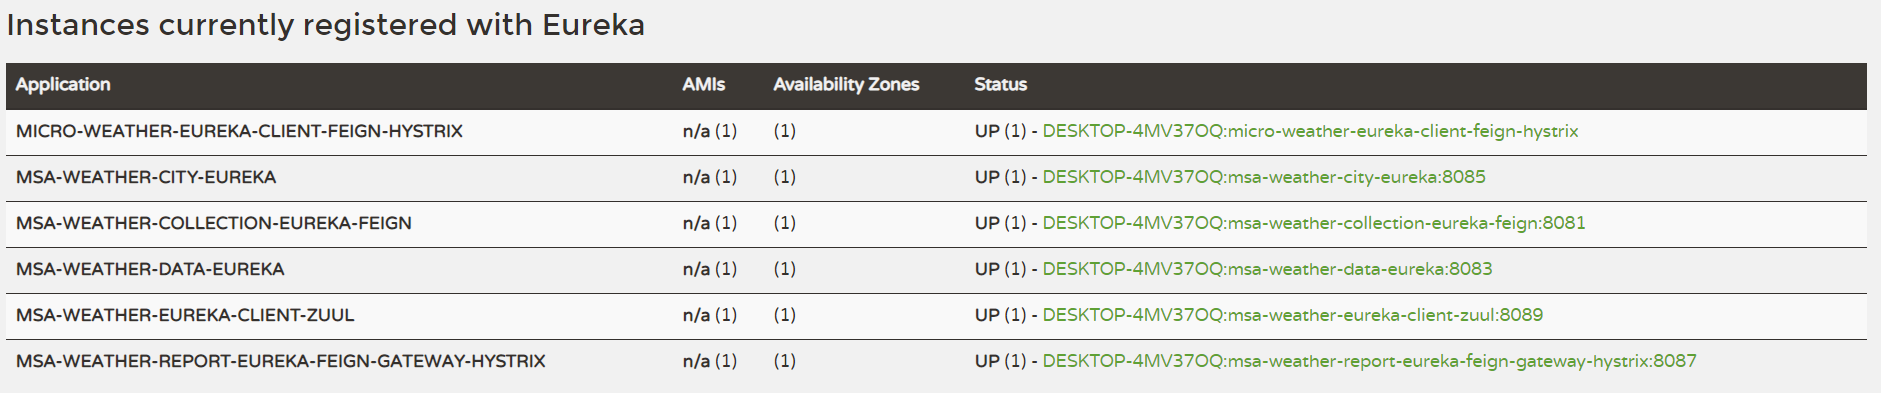 Instances currently registered with Eureka
Application AMIs Availability Zones Status
MICRO-WEATHER-EUREKA-CLIENT-FEIGN-HYSTRIX n/a (1) (1) UP (1) - DESKTOP-4MV37OQ:micro-weather-eureka-client-feign-hystrix
MSA-WEATHER-CITY-EUREKA n/a (1) (1) UP (1) - DESKTOP-4MV37OQ:msa-weather-city-eureka:8085
MSA-WEATHER-COLLECTION-EUREKA-FEIGN n/a (1) (1) UP (1) - DESKTOP-4MV37OQ:msa-weather-collection-eureka-feign:8081
MSA-WEATHER-DATA-EUREKA n/a (1) (1) UP (1) - DESKTOP-4MV37OQ:msa-weather-data-eureka:8083
MSA-WEATHER-EUREKA-CLIENT-ZUUL n/a (1) (1) UP (1) - DESKTOP-4MV37OQ:msa-weather-eureka-client-zuul:8089
MSA-WEATHER-REPORT-EUREKA-FEIGN-GATEWAY-HYSTRIX n/a (1) (1) UP (1) - DESKTOP-4MV37OQ:msa-weather-report-eureka-feign-gateway-hystrix:8087